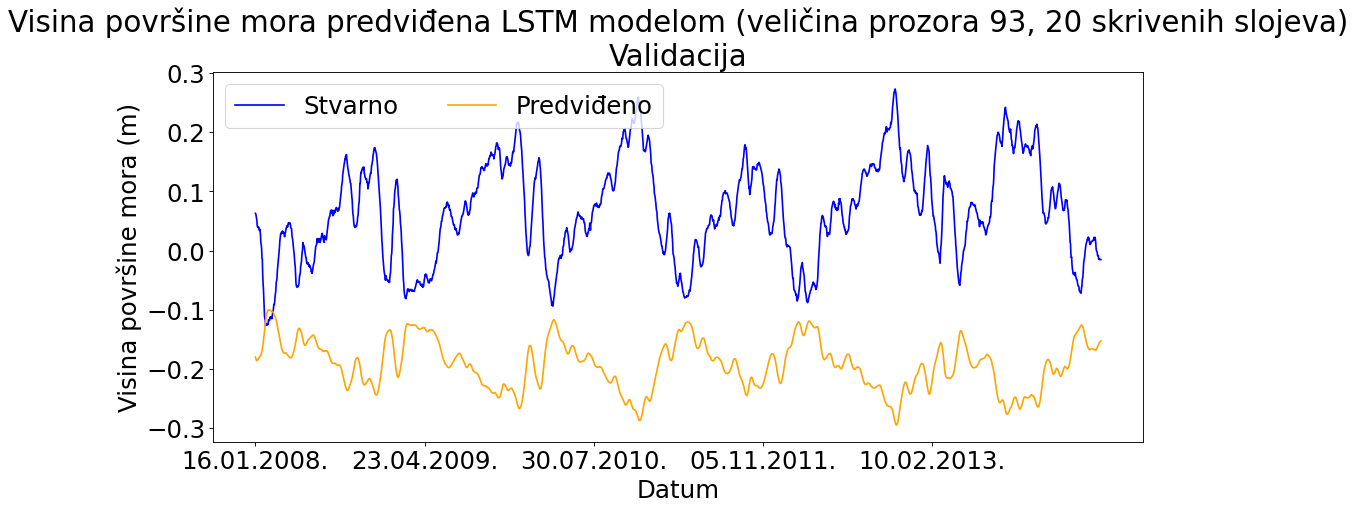 Visina površine mora predviđena LSTM modelom (veličina prozora 93, 20 skrivenih slojeva)
Validacija
Stvarno Predviđeno
Visina površine mora (m)
0.3
0.2
0.1
0.0
−0.1
−0.2
−0.3
16.01.2008. 23.04.2009. 30.07.2010. 05.11.2011. 10.02.2013.
Datum